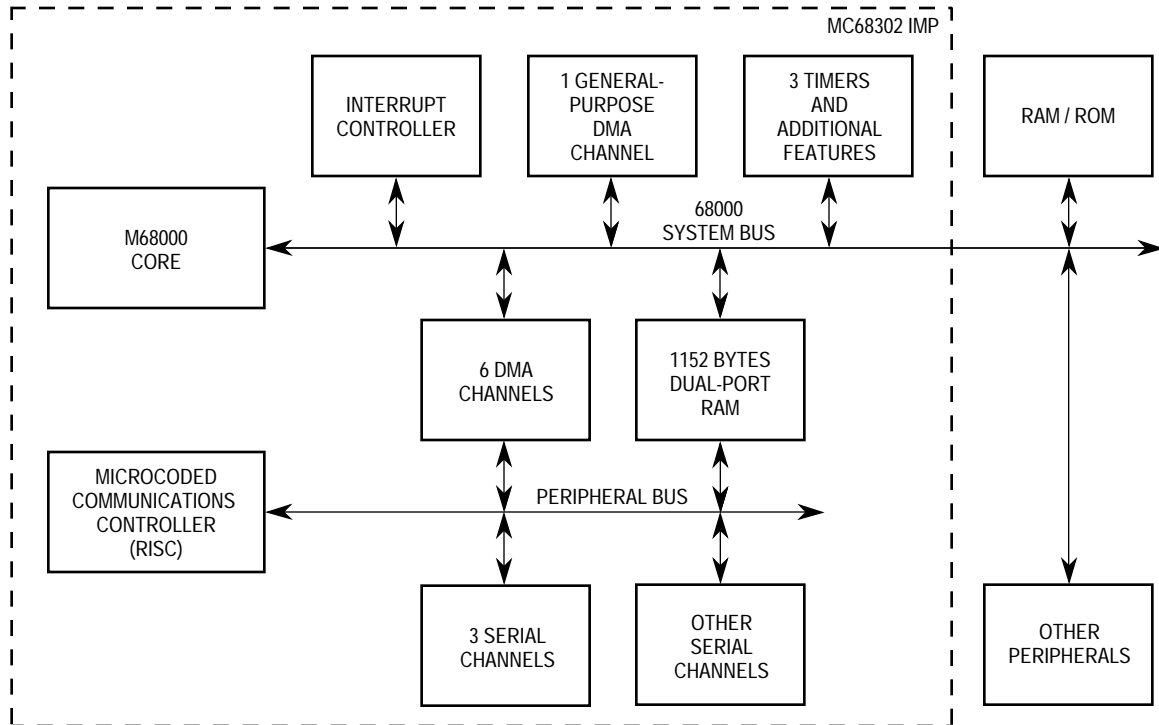 MC68302 IMP
INTERRUPT
CONTROLLER
1 GENERAL-
PURPOSE
DMA
CHANNEL
3 TIMERS
AND
ADDITIONAL
FEATURES
RAM / ROM
M68000
CORE
68000
SYSTEM BUS
6 DMA
CHANNELS
1152 BYTES
DUAL-PORT
RAM
MICROCODED
COMMUNICATIONS
CONTROLLER
(RISC)
PERIPHERAL BUS
3 SERIAL
CHANNELS
OTHER
SERIAL
CHANNELS
OTHER
PERIPHERALS